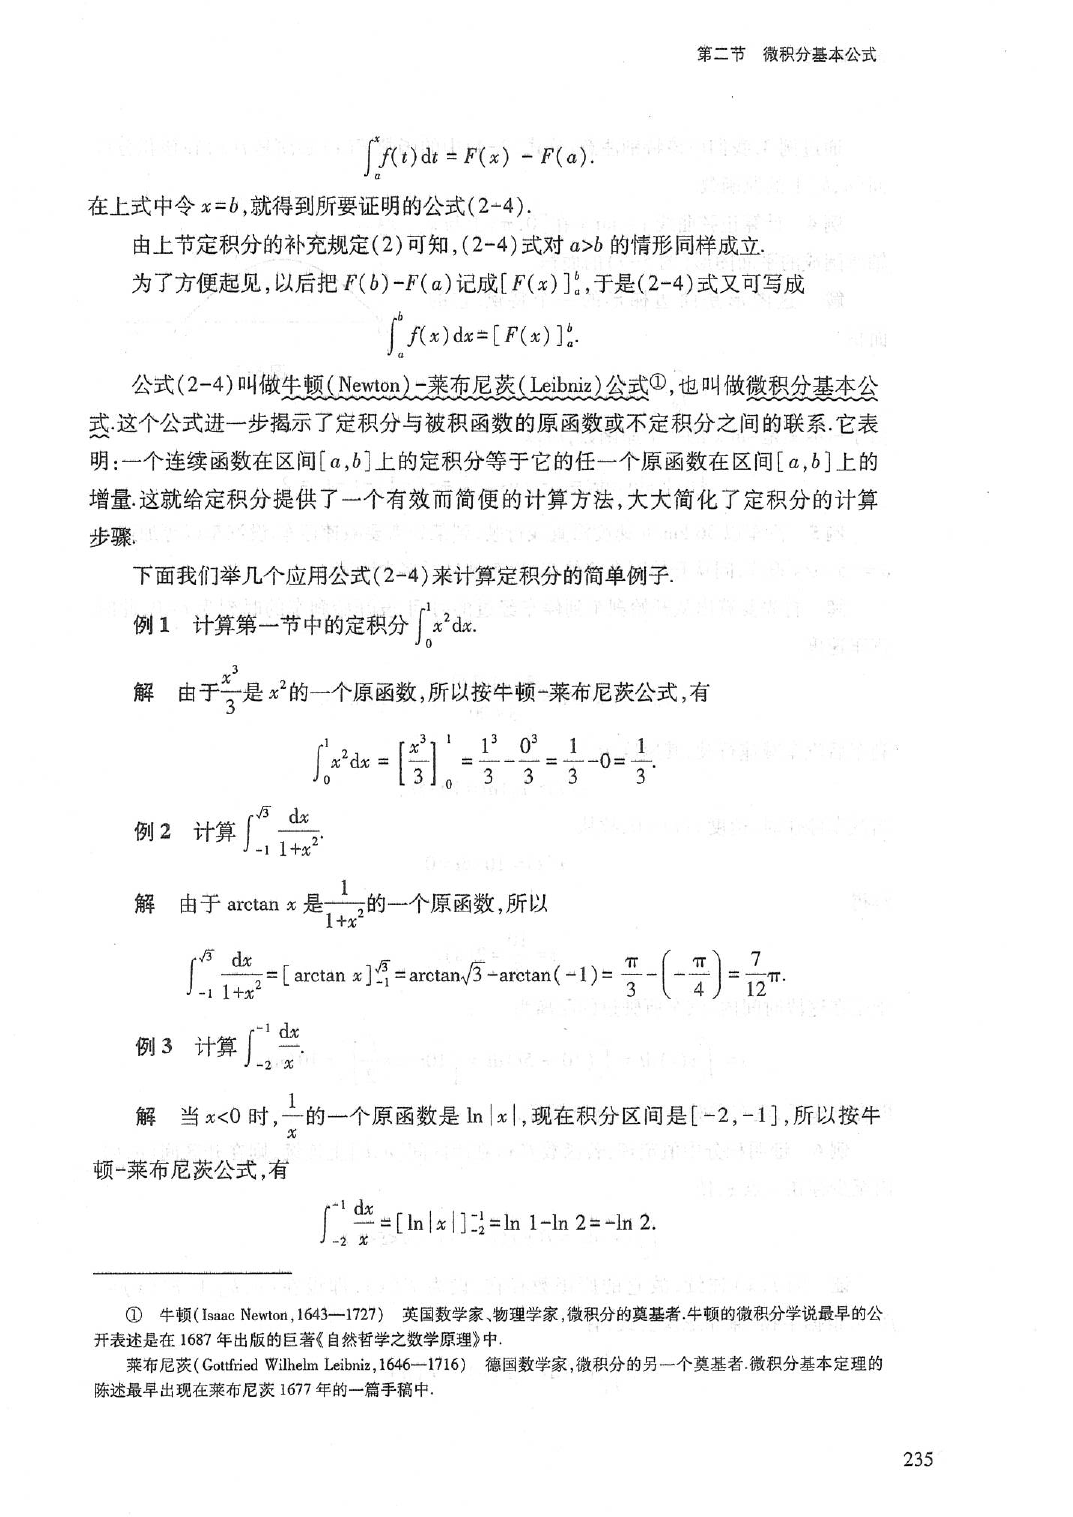 第二节　微积分基本公式
∫ₐˣ f(t)dt = F(x) - F(a).
在上式中令 x=b,就得到所要证明的公式(2-4).
由上节定积分的补充规定(2)可知,(2-4)式对 a>b 的情形同样成立.
为了方便起见,以后把 F(b)-F(a)记成[F(x)]ₐᵇ,于是(2-4)式又可写成
∫ₐᵇ f(x)dx=[F(x)]ₐᵇ.
公式(2-4)叫做牛顿(Newton)-莱布尼茨(Leibniz)公式①,也叫做微积分基本公
式.这个公式进一步揭示了定积分与被积函数的原函数或不定积分之间的联系.它表
明:一个连续函数在区间[a,b]上的定积分等于它的任一个原函数在区间[a,b]上的
增量.这就给定积分提供了一个有效而简便的计算方法,大大简化了定积分的计算
步骤.
下面我们举几个应用公式(2-4)来计算定积分的简单例子.
例1　计算第一节中的定积分∫₀¹ x²dx.
解　由于x³/3是 x²的一个原函数,所以按牛顿-莱布尼茨公式,有
∫₀¹ x²dx = [x³/3]₀¹ = 1³/3 - 0³/3 = 1/3 - 0 = 1/3.
例2　计算∫₋₁^√3 dx/(1+x²).
解　由于 arctan x 是1/(1+x²)的一个原函数,所以
∫₋₁^√3 dx/(1+x²) = [arctan x]₋₁^√3 = arctan√3 - arctan(-1) = π/3 - (-π/4) = 7/12 π.
例3　计算∫₋₂⁻¹ dx/x.
解　当 x<0 时,1/x的一个原函数是 ln|x|,现在积分区间是[-2,-1],所以按牛
顿-莱布尼茨公式,有
∫₋₂⁻¹ dx/x = [ln|x|]₋₂⁻¹ = ln 1-ln 2=-ln 2.
①　牛顿(Isaac Newton,1643—1727)　英国数学家、物理学家,微积分的奠基者.牛顿的微积分学说最早的公
开表述是在 1687 年出版的巨著《自然哲学之数学原理》中.
莱布尼茨(Gottfried Wilhelm Leibniz,1646—1716)　德国数学家,微积分的另一个奠基者.微积分基本定理的
陈述最早出现在莱布尼茨 1677 年的一篇手稿中.
235